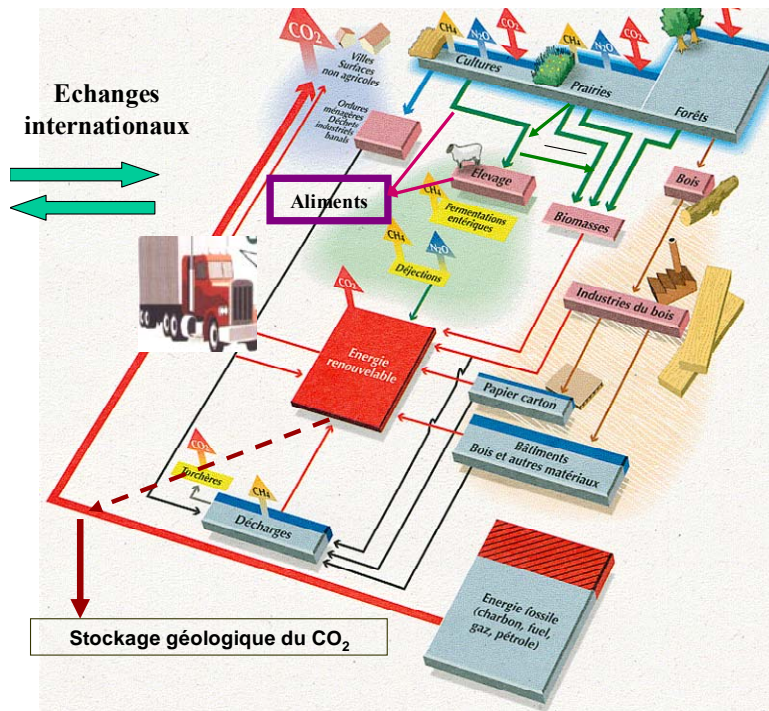 CO₂
Villes
Surfaces
non agricoles
CH₄
N₂O
CO₂
CH₄
N₂O
CO₂
Cultures
Prairies
Forêts
Echanges
internationaux
Ordures
ménagères
Déchets
industriels
banals
Aliments
Elevage
CH₄
Fermentations
entériques
Bois
Biomasses
CH₄
N₂O
Déjections
CO₂
Industries du bois
Energie
renouvelable
Papier carton
Bâtiments
Bois et autres matériaux
CO₂
Torchères
CH₄
Décharges
Energie fossile
(charbon, fuel,
gaz, pétrole)
Stockage géologique du CO₂